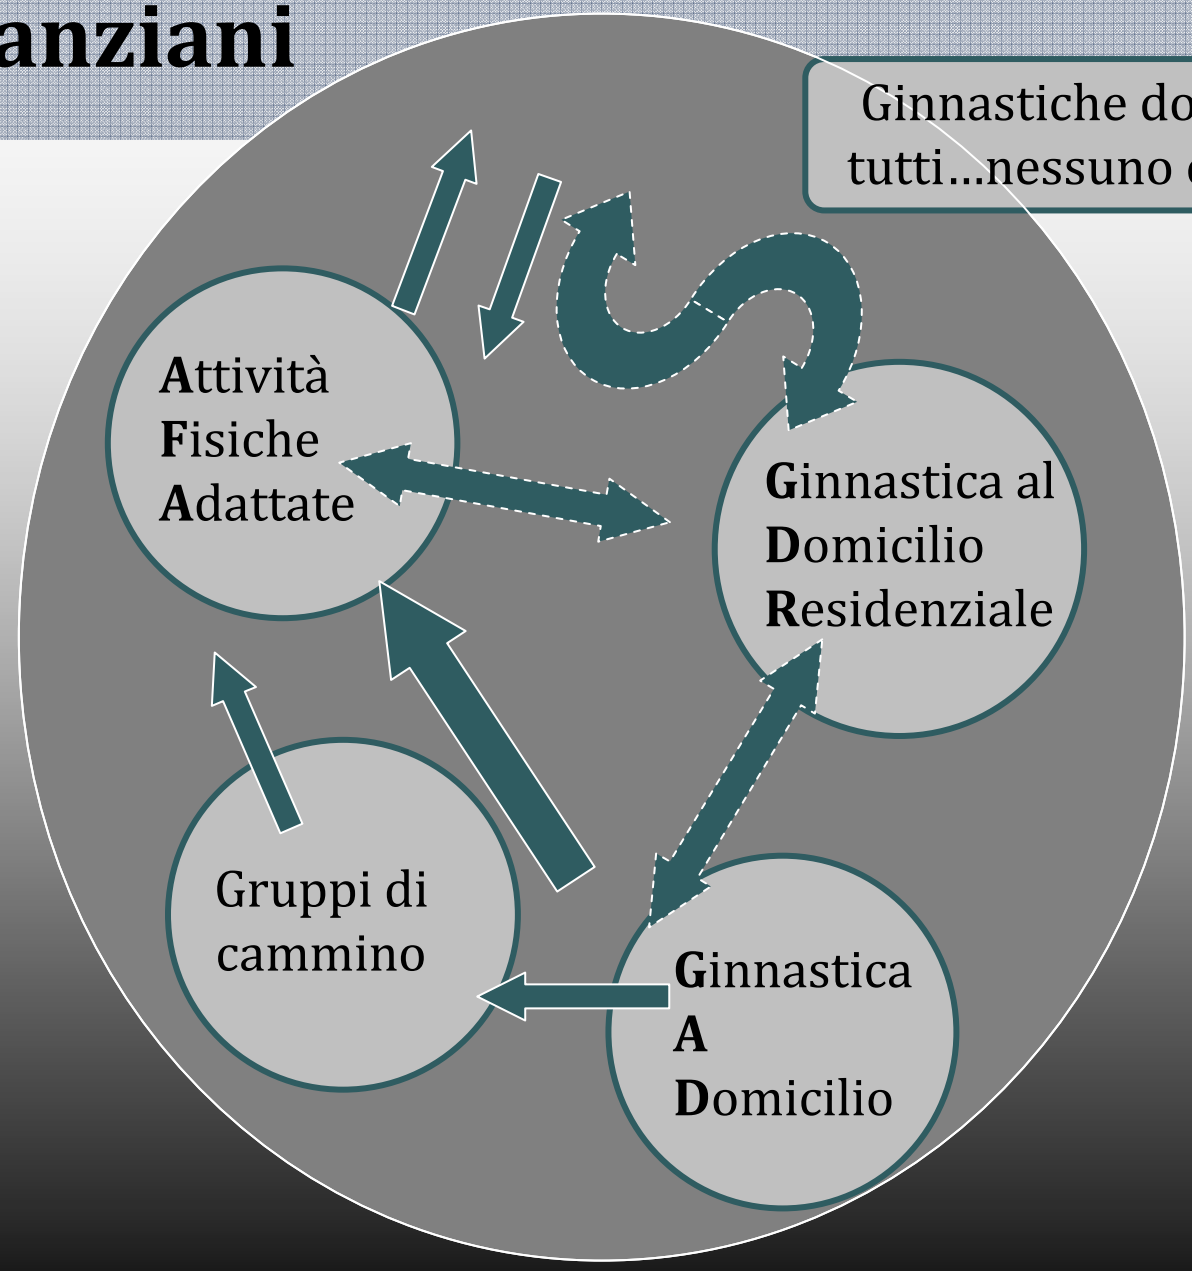 anziani
Ginnastiche do
tutti...nessuno
Attività
Fisiche
Adattate
Ginnastica al
Domicilio
Residenziale
Gruppi di
cammino
Ginnastica
A
Domicilio